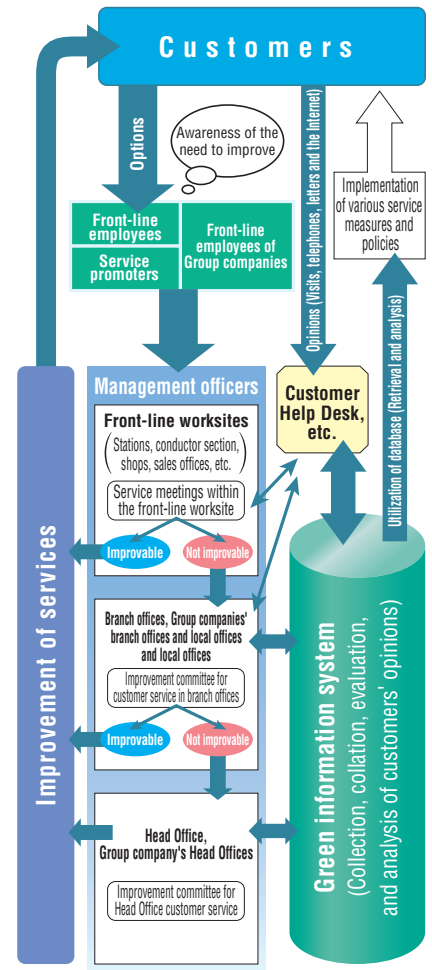 Customers
Options
Awareness of the
need to improve
Opinions (Visits, telephones, letters and the Internet)
Implementation
of various service
measures and
policies
Front-line
employees
Service
promoters
Front-line
employees of
Group companies
Utilization of database (Retrieval and analysis)
Management officers
Front-line worksites
(Stations, conductor section,
shops, sales offices, etc.)
Service meetings within
the front-line worksite
Improvable
Not improvable
Customer
Help Desk,
etc.
Improvement of services
Branch offices, Group companies'
branch offices and local offices
and local offices
Improvement committee for
customer service in branch offices
Improvable
Not improvable
Head Office,
Group company's Head Offices
Improvement committee for
Head Office customer service
Green information system
(Collection, collation, evaluation,
and analysis of customers' opinions)